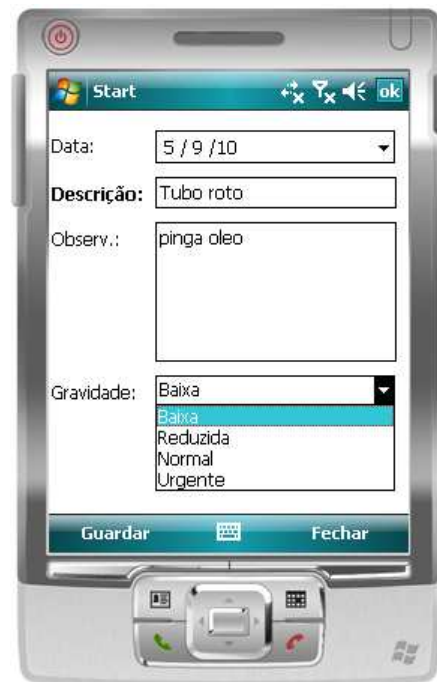 Start ok
Data: 5 / 9 /10
Descrição: Tubo roto
Observ.: pinga oleo
Gravidade: Baixa
Baixa
Reduzida
Normal
Urgente
Guardar Fechar